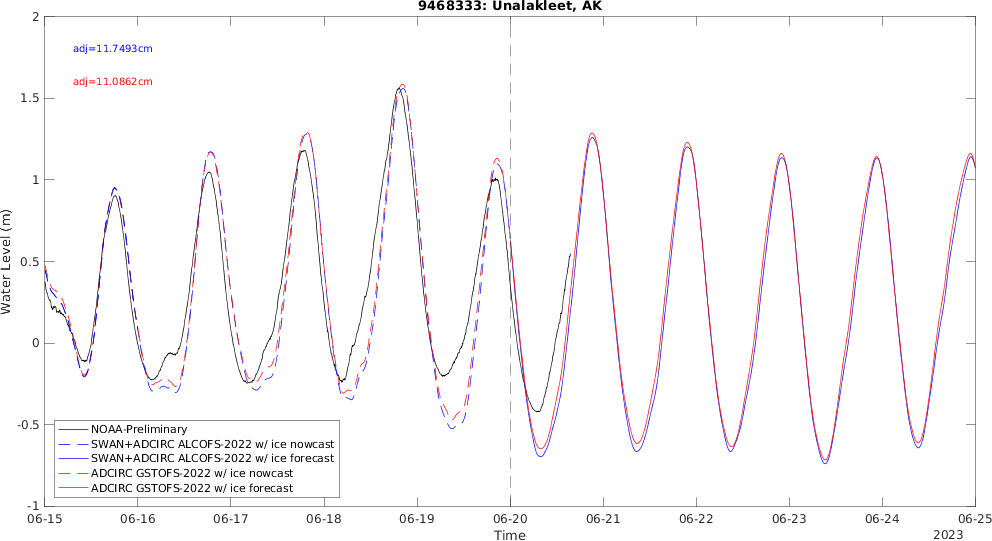 9468333: Unalakleet, AK
adj=11.7493cm
adj=11.0862cm
Water Level (m)
2
1.5
1
0.5
0
-0.5
-1
NOAA-Preliminary
SWAN+ADCIRC ALCOFS-2022 w/ ice nowcast
SWAN+ADCIRC ALCOFS-2022 w/ ice forecast
ADCIRC GSTOFS-2022 w/ ice nowcast
ADCIRC GSTOFS-2022 w/ ice forecast
06-15 06-16 06-17 06-18 06-19 06-20 06-21 06-22 06-23 06-24 06-25
Time
2023